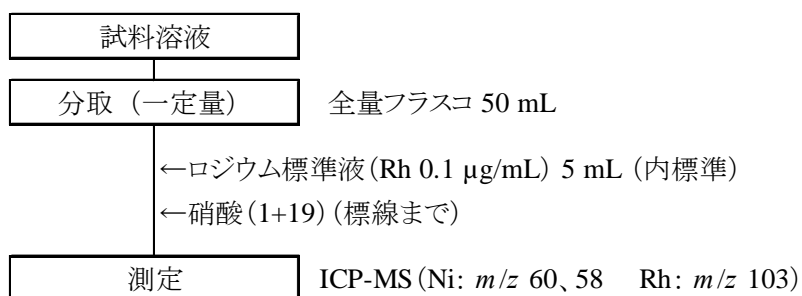 試料溶液
分取（一定量） 全量フラスコ 50 mL
←ロジウム標準液（Rh 0.1 µg/mL） 5 mL （内標準）
←硝酸（1+19）（標線まで）
測定 ICP-MS（Ni: m/z 60、58 Rh: m/z 103）